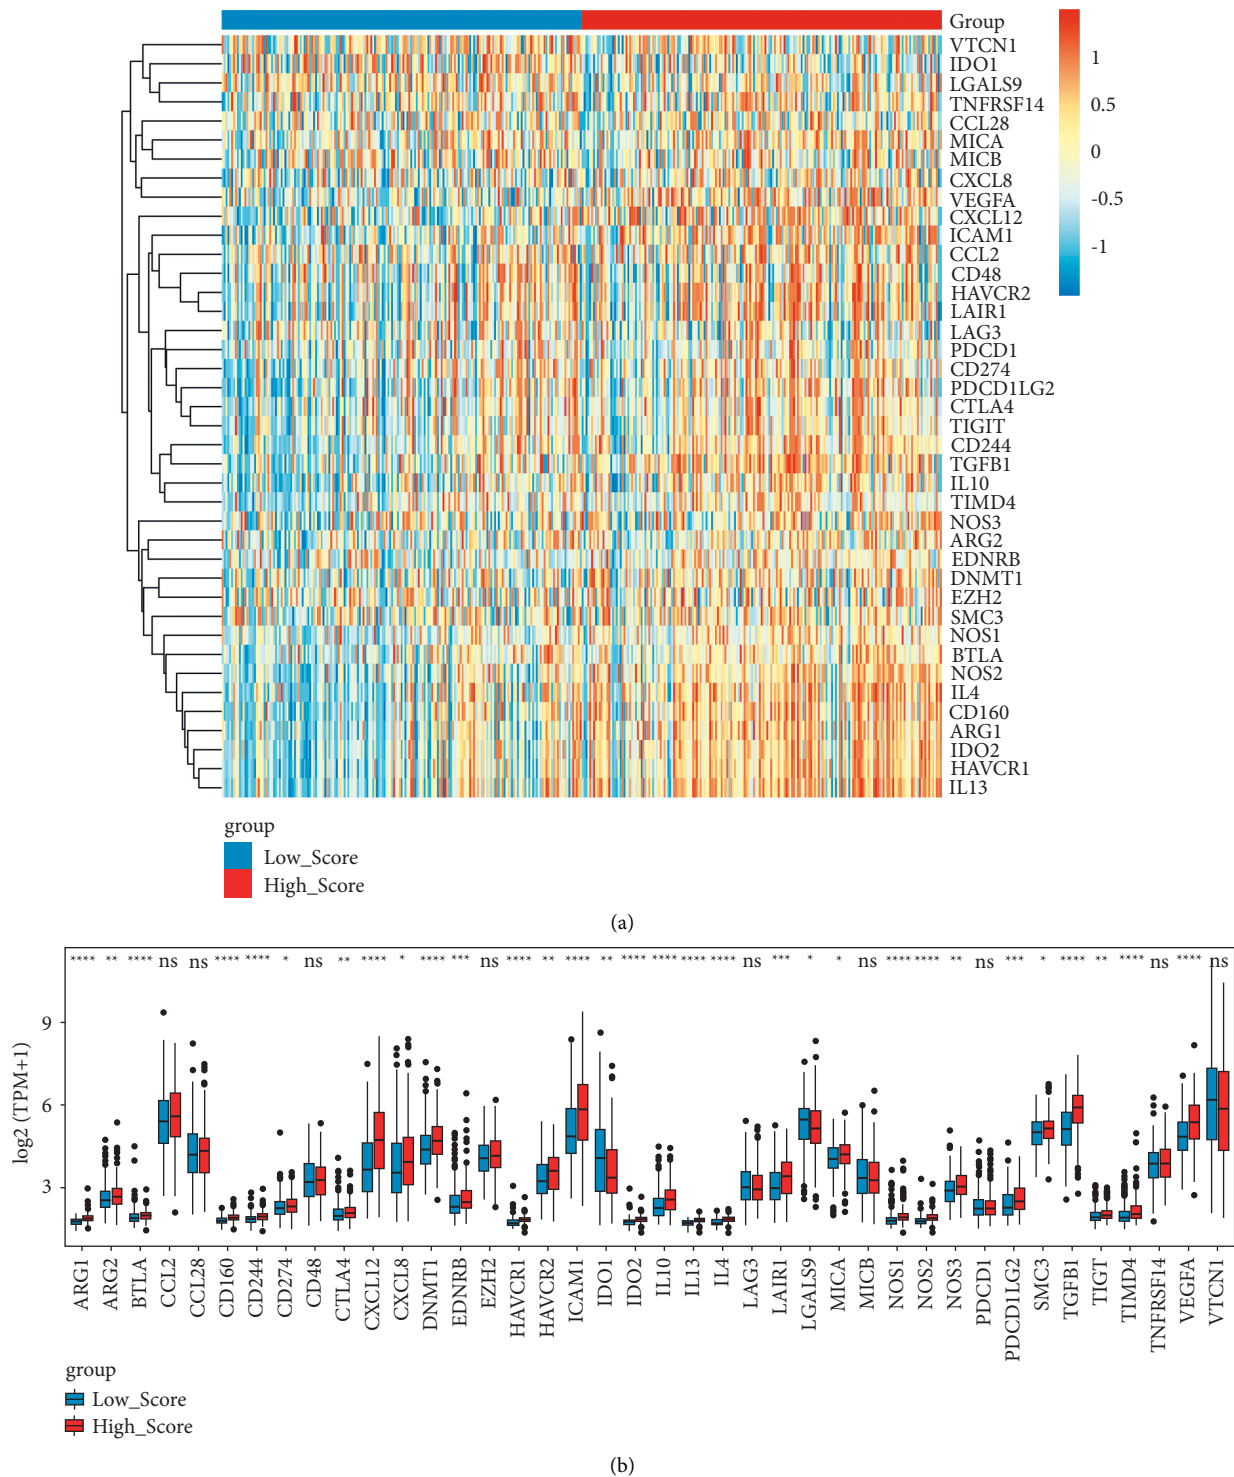 Group
VTCN1
IDO1
LGALS9
TNFRSF14
CCL28
MICA
MICB
CXCL8
VEGFA
CXCL12
ICAM1
CCL2
CD48
HAVCR2
LAIR1
LAG3
PDCD1
CD274
PDCD1LG2
CTLA4
TIGIT
CD244
TGFB1
IL10
TIMD4
NOS3
ARG2
EDNRB
DNMT1
EZH2
SMC3
NOS1
BTLA
NOS2
IL4
CD160
ARG1
IDO2
HAVCR1
IL13
1
0.5
0
-0.5
-1
group
Low_Score
High_Score
(a)
**** ** **** ns ns **** **** * ns ** **** * **** *** ns **** ** **** ** **** **** **** **** ns *** * * ns **** **** ** ns *** * **** ** **** ns **** ns
log2 (TPM+1)
9
6
3
ARG1
ARG2
BTLA
CCL2
CCL28
CD160
CD244
CD274
CD48
CTLA4
CXCL12
CXCL8
DNMT1
EDNRB
EZH2
HAVCR1
HAVCR2
ICAM1
IDO1
IDO2
IL10
IL13
IL4
LAG3
LAIR1
LGALS9
MICA
MICB
NOS1
NOS2
NOS3
PDCD1
PDCD1LG2
SMC3
TGFB1
TIGT
TIMD4
TNFRSF14
VEGFA
VTCN1
group
Low_Score
High_Score
(b)